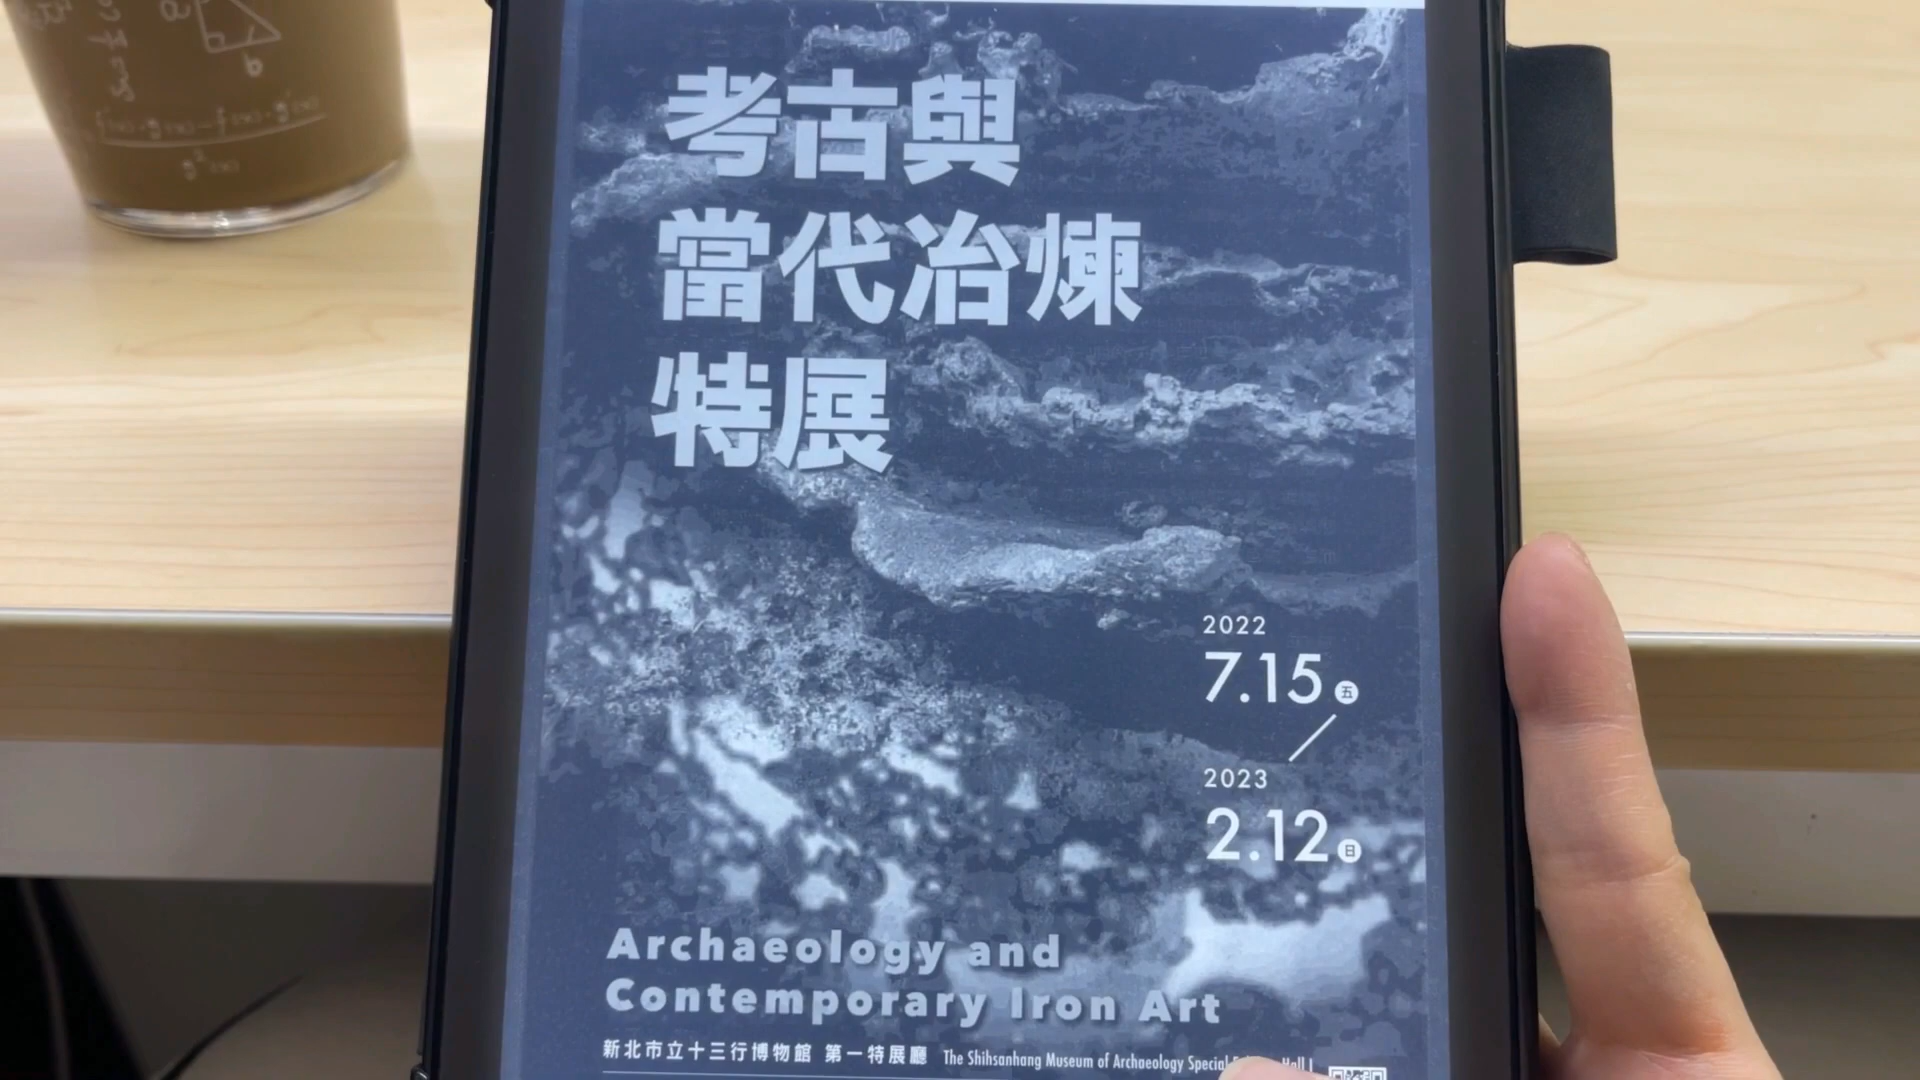 考古與
當代冶煉
特展
2022
7.15 五
2023
2.12 日
Archaeology and
Contemporary Iron Art
新北市立十三行博物館 第一特展廳 The Shihsanhang Museum of Archaeology Special Hall I
a
b